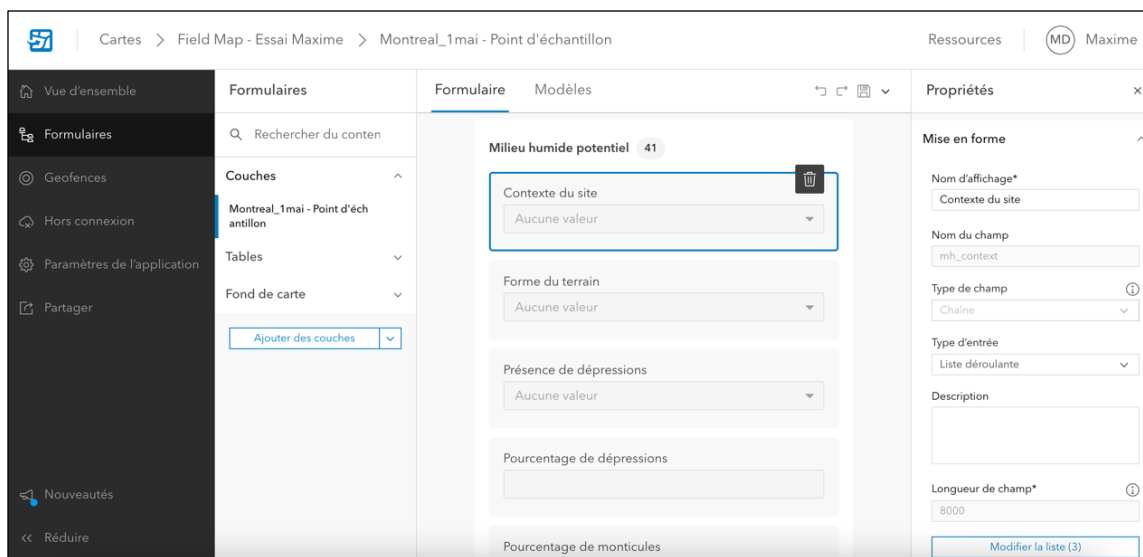 Cartes > Field Map - Essai Maxime > Montreal_1mai - Point d'échantillon
Ressources
MD
Maxime
Vue d'ensemble
Formulaires
Geofences
Hors connexion
Paramètres de l'application
Partager
Nouveautés
<< Réduire
Formulaires
Rechercher du conten
Couches
Montreal_1mai - Point d'éch
antillon
Tables
Fond de carte
Ajouter des couches
Formulaire
Modèles
Milieu humide potentiel 41
Contexte du site
Aucune valeur
Forme du terrain
Aucune valeur
Présence de dépressions
Aucune valeur
Pourcentage de dépressions
Pourcentage de monticules
Propriétés
Mise en forme
Nom d'affichage*
Contexte du site
Nom du champ
mh_context
Type de champ
Chaîne
Type d'entrée
Liste déroulante
Description
Longueur de champ*
8000
Modifier la liste (3)